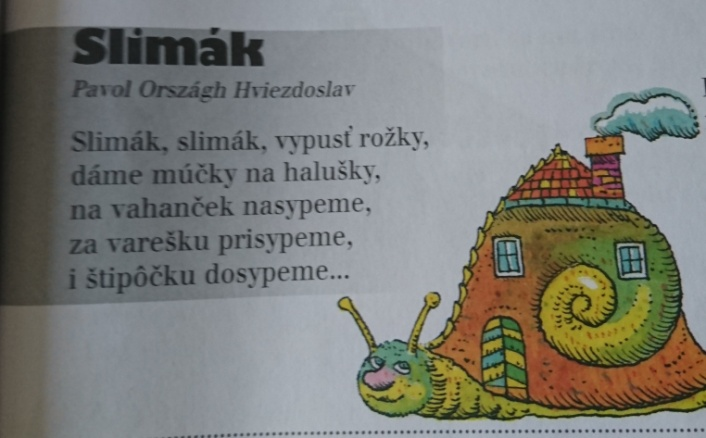 Slimák
Pavol Országh Hviezdoslav
Slimák, slimák, vypusť rožky,
dáme múčky na halušky,
na vahanček nasypeme,
za varešku prisypeme,
i štipôčku dosypeme...